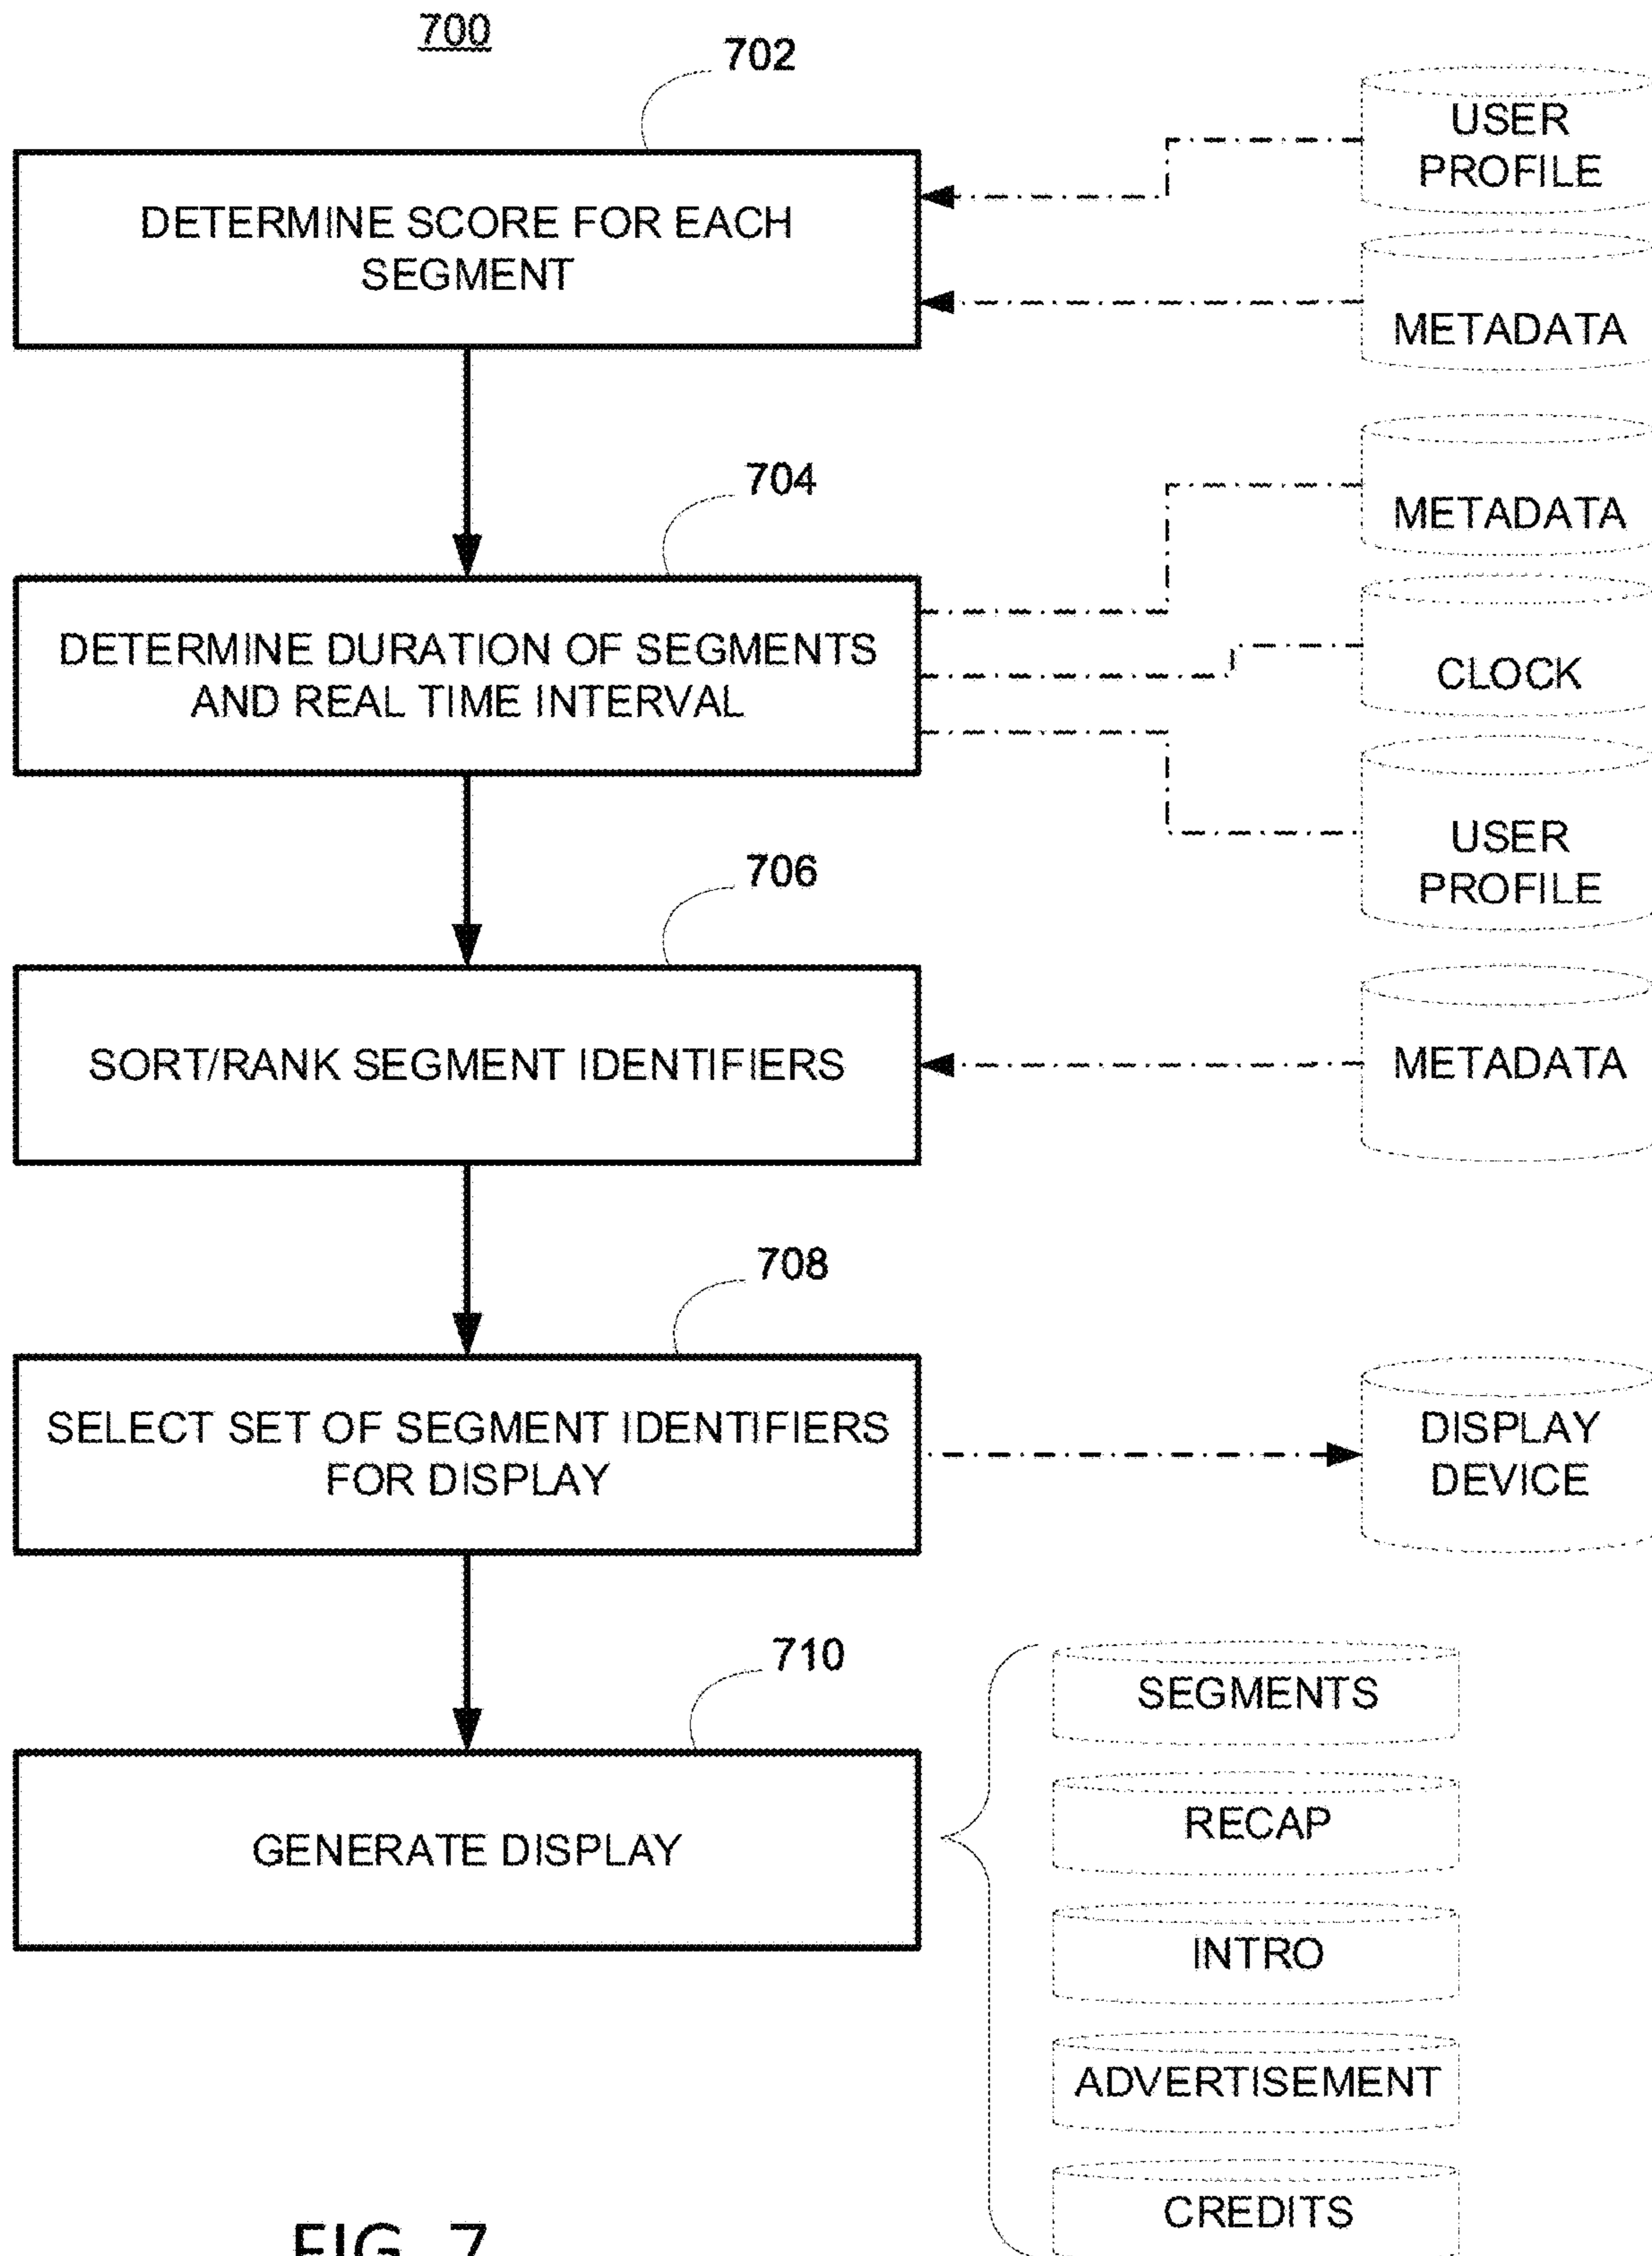 700
702
USER
PROFILE
DETERMINE SCORE FOR EACH
SEGMENT
METADATA
704
METADATA
DETERMINE DURATION OF SEGMENTS
AND REAL TIME INTERVAL
CLOCK
USER
PROFILE
706
SORT/RANK SEGMENT IDENTIFIERS
METADATA
708
SELECT SET OF SEGMENT IDENTIFIERS
FOR DISPLAY
DISPLAY
DEVICE
710
GENERATE DISPLAY
SEGMENTS
RECAP
INTRO
ADVERTISEMENT
CREDITS
FIG. 7